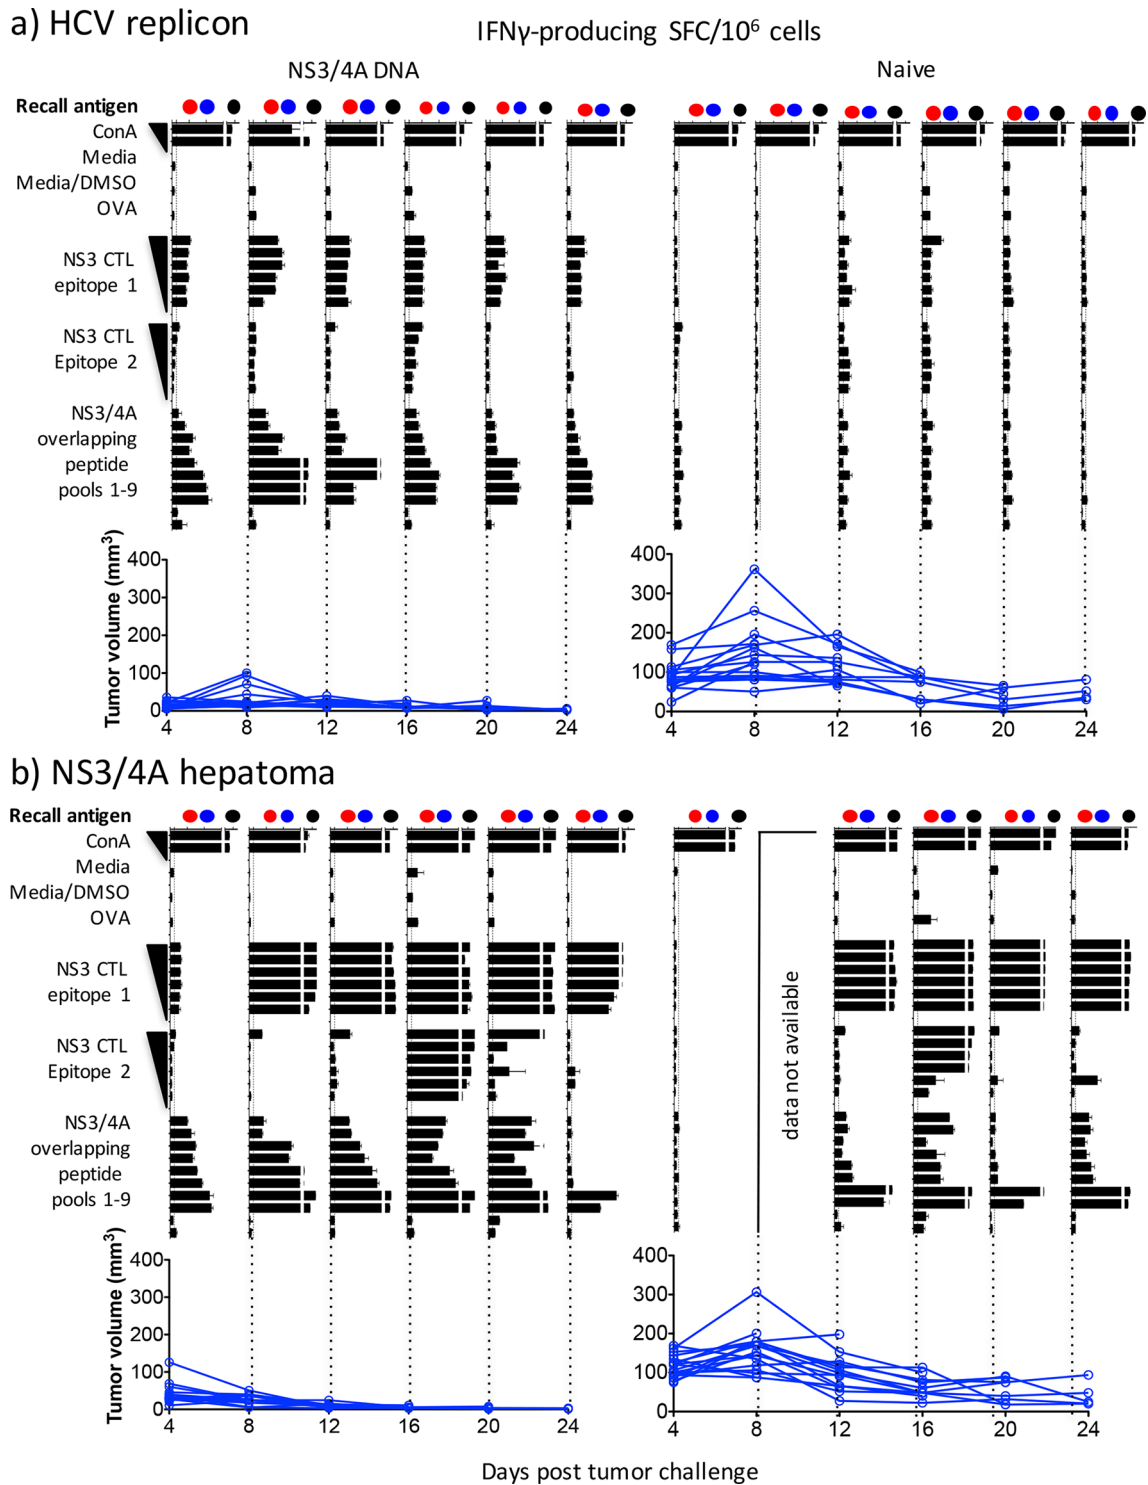 a) HCV replicon
IFNγ-producing SFC/10⁶ cells
NS3/4A DNA
Naive
Recall antigen
ConA
Media
Media/DMSO
OVA
NS3 CTL
epitope 1
NS3 CTL
Epitope 2
NS3/4A
overlapping
peptide
pools 1-9
Tumor volume (mm³)
400
300
200
100
0
4 8 12 16 20 24
400
300
200
100
0
4 8 12 16 20 24
b) NS3/4A hepatoma
Recall antigen
ConA
Media
Media/DMSO
OVA
NS3 CTL
epitope 1
NS3 CTL
Epitope 2
NS3/4A
overlapping
peptide
pools 1-9
data not available
Tumor volume (mm³)
400
300
200
100
0
4 8 12 16 20 24
400
300
200
100
0
4 8 12 16 20 24
Days post tumor challenge